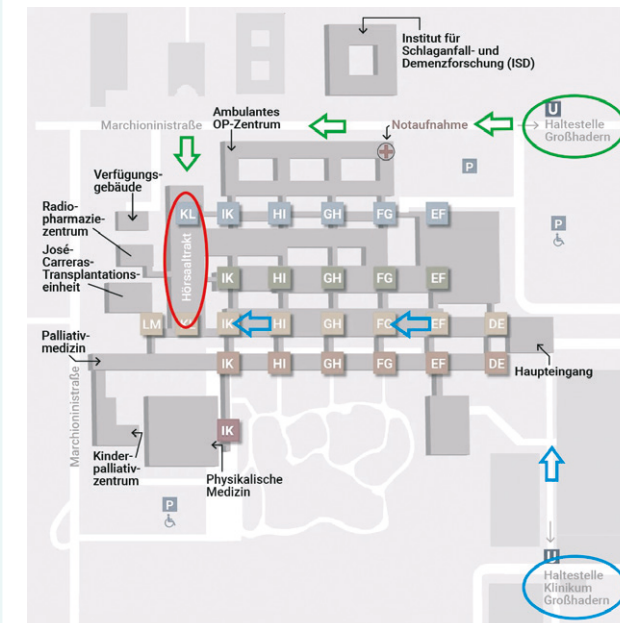 Institut für
Schlaganfall- und
Demenzforschung (ISD)
Ambulantes
OP-Zentrum
Marchioninistraße
Notaufnahme
U
Haltestelle
Großhadern
P
Verfügungs-
gebäude
Radio-
pharmazie-
zentrum
José-
Carreras-
Transplantations-
einheit
Hörsaaltrakt
KL IK HI GH FG EF
P
IK HI GH FG EF
LM K IK HI GH FG EF DE
Palliativ-
medizin
IK HI GH FG EF DE
Haupteingang
Marchioninistraße
IK
Kinder-
palliativ-
zentrum
Physikalische
Medizin
P
U
Haltestelle
Klinikum
Großhadern